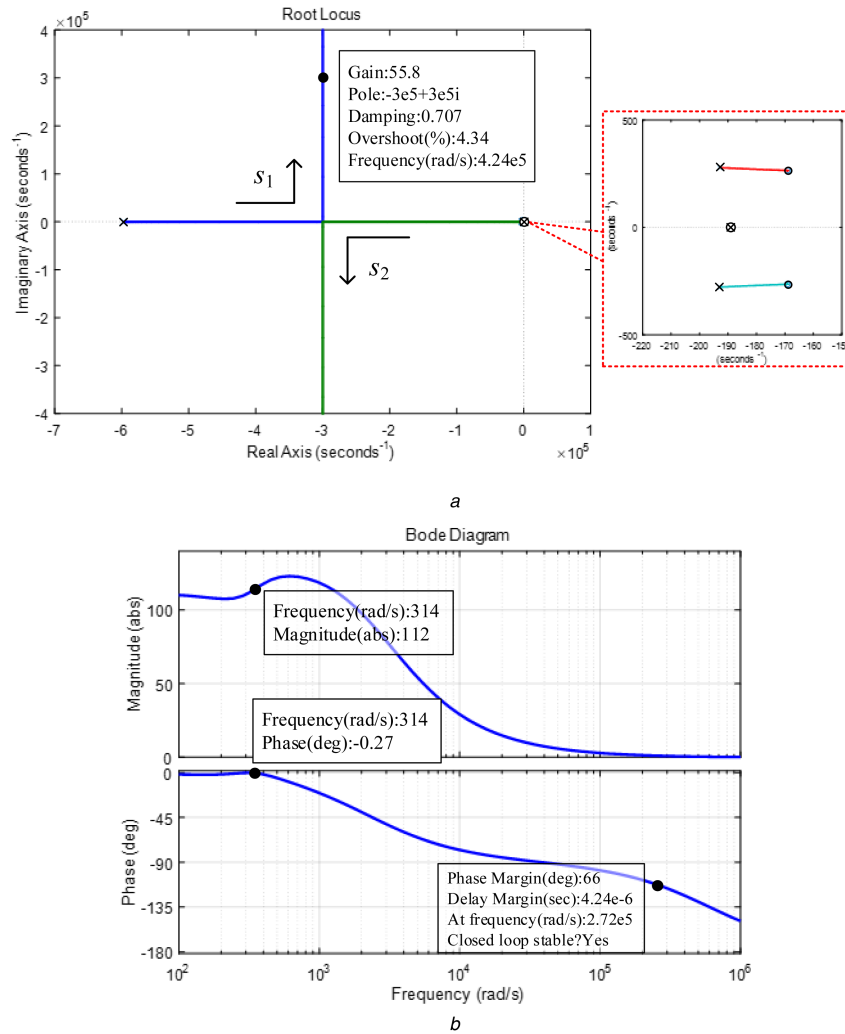 Root Locus
×10⁵
4
3
2
1
0
-1
-2
-3
-4
Imaginary Axis (seconds⁻¹)
Gain:55.8
Pole:-3e5+3e5i
Damping:0.707
Overshoot(%):4.34
Frequency(rad/s):4.24e5
s₁
s₂
-7 -6 -5 -4 -3 -2 -1 0 1
Real Axis (seconds⁻¹)
×10⁵
500
0
-500
(seconds⁻¹)
-220 -210 -200 -190 -180 -170 -160 -15
(seconds⁻¹)
a
Bode Diagram
Magnitude (abs)
100
50
0
Frequency(rad/s):314
Magnitude(abs):112
Frequency(rad/s):314
Phase(deg):-0.27
Phase (deg)
0
-45
-90
-135
-180
Phase Margin(deg):66
Delay Margin(sec):4.24e-6
At frequency(rad/s):2.72e5
Closed loop stable?Yes
10² 10³ 10⁴ 10⁵ 10⁶
Frequency (rad/s)
b